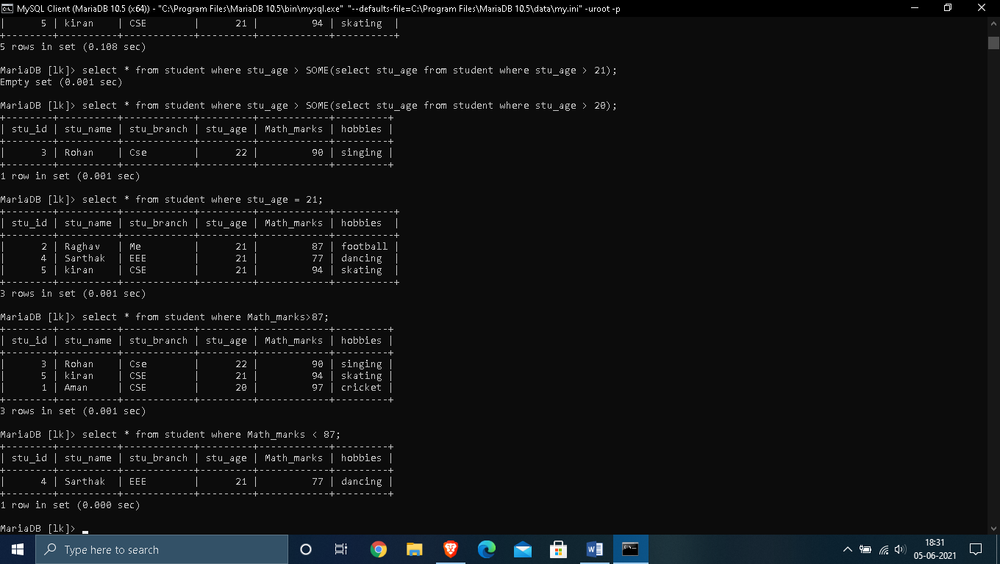 MySQL Client (MariaDB 10.5 (x64)) - "C:\Program Files\MariaDB 10.5\bin\mysql.exe" "--defaults-file=C:\Program Files\MariaDB 10.5\data\my.ini" -uroot -p
|      5 | kiran    | CSE        |      21 |         94 | skating  |
+--------+----------+------------+---------+------------+----------+
5 rows in set (0.108 sec)
MariaDB [lk]> select * from student where stu_age > SOME(select stu_age from student where stu_age > 21);
Empty set (0.001 sec)
MariaDB [lk]> select * from student where stu_age > SOME(select stu_age from student where stu_age > 20);
+--------+----------+------------+---------+------------+---------+
| stu_id | stu_name | stu_branch | stu_age | Math_marks | hobbies |
+--------+----------+------------+---------+------------+---------+
|      3 | Rohan    | Cse        |      22 |         90 | singing |
+--------+----------+------------+---------+------------+---------+
1 row in set (0.001 sec)
MariaDB [lk]> select * from student where stu_age = 21;
+--------+----------+------------+---------+------------+----------+
| stu_id | stu_name | stu_branch | stu_age | Math_marks | hobbies  |
+--------+----------+------------+---------+------------+----------+
|      2 | Raghav   | Me         |      21 |         87 | football |
|      4 | Sarthak  | EEE        |      21 |         77 | dancing  |
|      5 | kiran    | CSE        |      21 |         94 | skating  |
+--------+----------+------------+---------+------------+----------+
3 rows in set (0.001 sec)
MariaDB [lk]> select * from student where Math_marks>87;
+--------+----------+------------+---------+------------+---------+
| stu_id | stu_name | stu_branch | stu_age | Math_marks | hobbies |
+--------+----------+------------+---------+------------+---------+
|      3 | Rohan    | Cse        |      22 |         90 | singing |
|      5 | kiran    | CSE        |      21 |         94 | skating |
|      1 | Aman     | CSE        |      20 |         97 | cricket |
+--------+----------+------------+---------+------------+---------+
3 rows in set (0.001 sec)
MariaDB [lk]> select * from student where Math_marks < 87;
+--------+----------+------------+---------+------------+---------+
| stu_id | stu_name | stu_branch | stu_age | Math_marks | hobbies |
+--------+----------+------------+---------+------------+---------+
|      4 | Sarthak  | EEE        |      21 |         77 | dancing |
+--------+----------+------------+---------+------------+---------+
1 row in set (0.000 sec)
MariaDB [lk]> _
Type here to search
18:31
05-06-2021